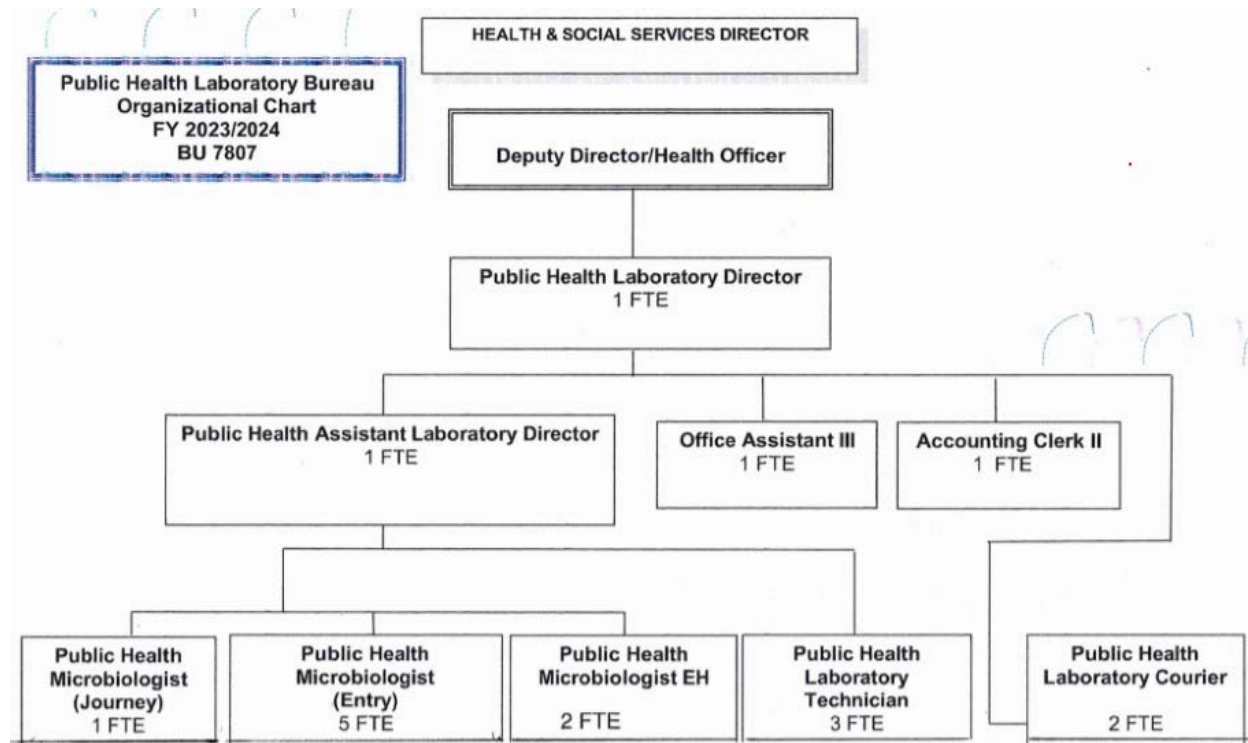 HEALTH & SOCIAL SERVICES DIRECTOR
Public Health Laboratory Bureau
Organizational Chart
FY 2023/2024
BU 7807
Deputy Director/Health Officer
Public Health Laboratory Director
1 FTE
Public Health Assistant Laboratory Director
1 FTE
Office Assistant III
1 FTE
Accounting Clerk II
1 FTE
Public Health
Microbiologist
(Journey)
1 FTE
Public Health
Microbiologist
(Entry)
5 FTE
Public Health
Microbiologist EH
2 FTE
Public Health
Laboratory
Technician
3 FTE
Public Health
Laboratory Courier
2 FTE